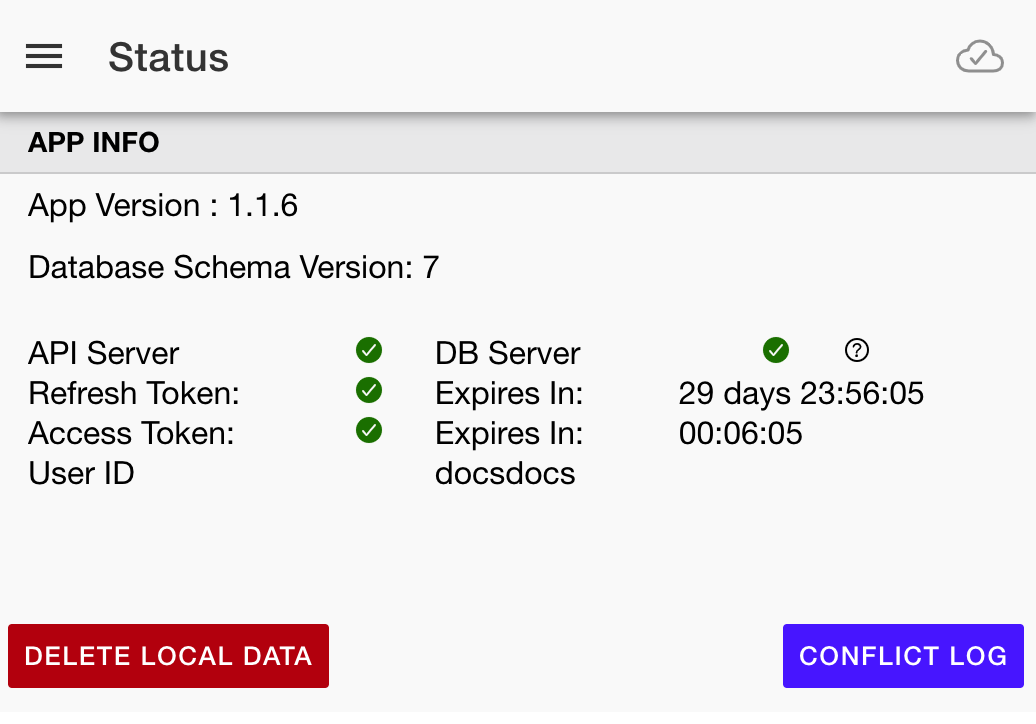 Status
APP INFO
App Version : 1.1.6
Database Schema Version: 7
API Server DB Server
Refresh Token: Expires In: 29 days 23:56:05
Access Token: Expires In: 00:06:05
User ID docsdocs
DELETE LOCAL DATA CONFLICT LOG